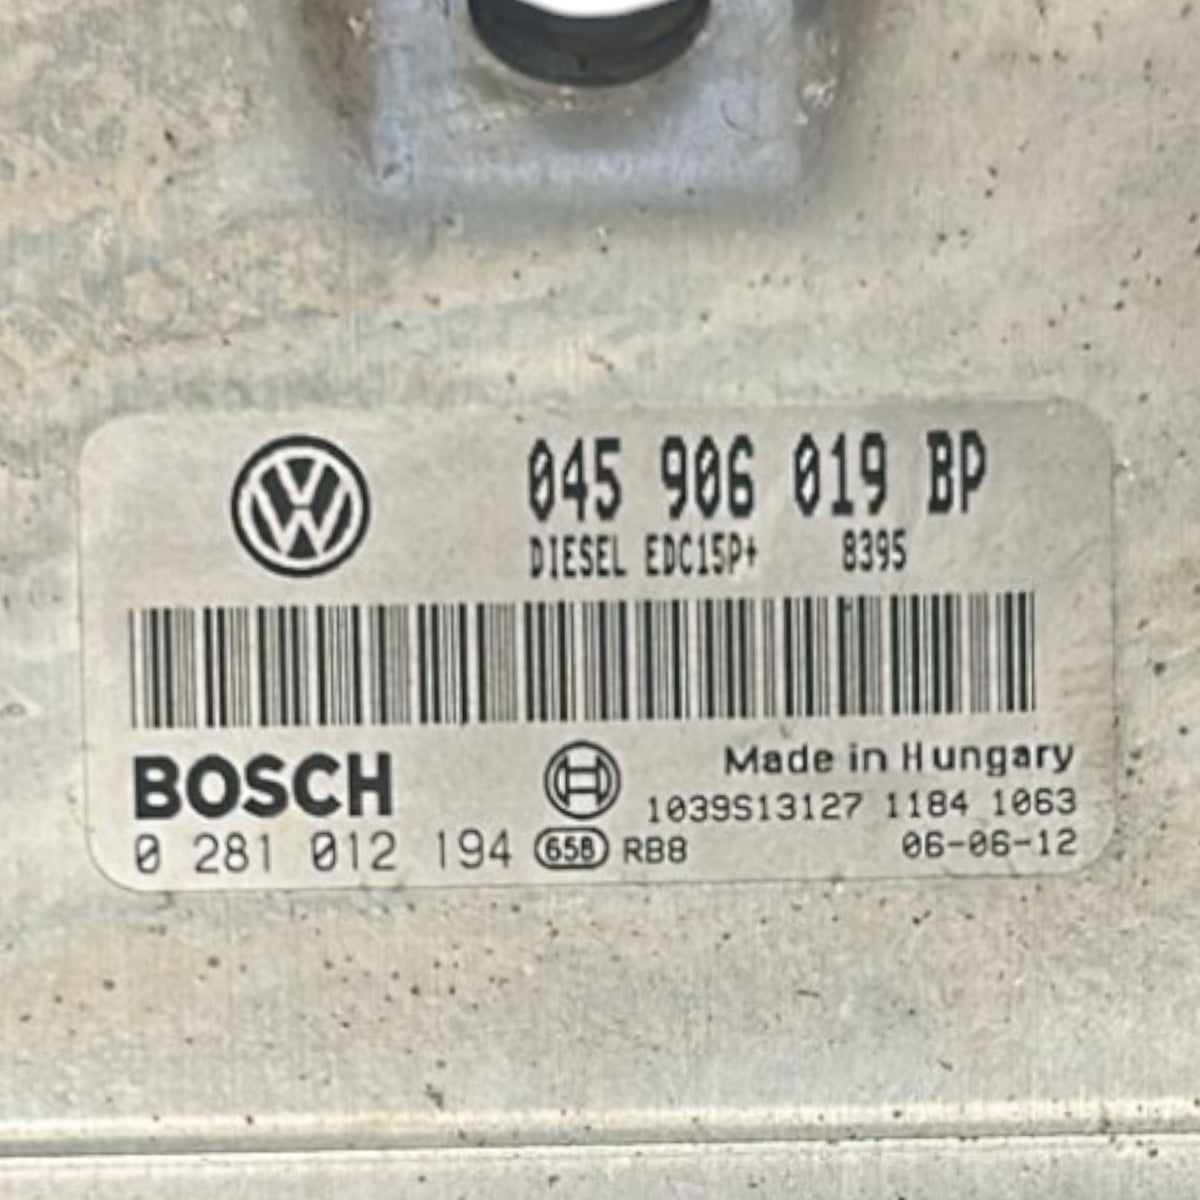 045 906 019 BP
DIESEL EDC15P+ 8395
BOSCH
Made in Hungary
1039S13127 1184 1063
0 281 012 194 658 RB8 06-06-12